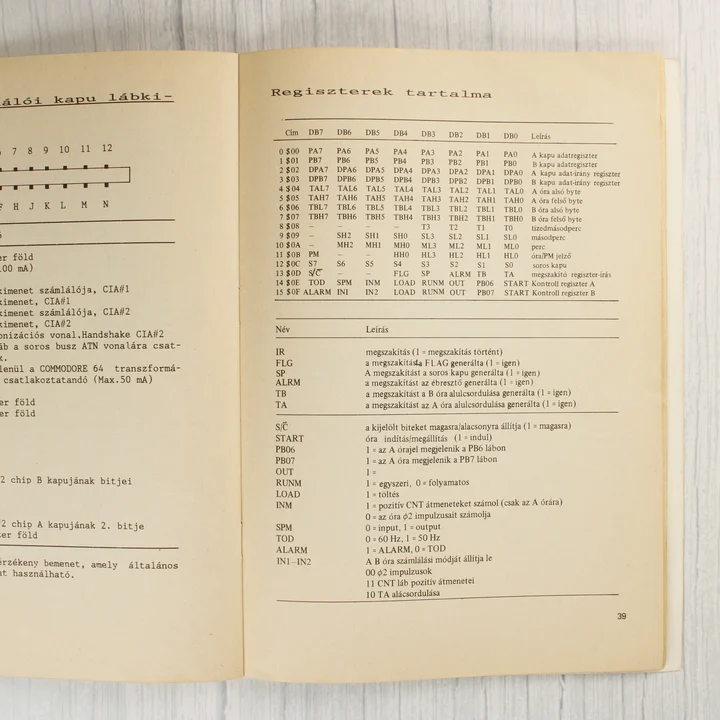 álói kapu lábki-
7 8 9 10 11 12
F H J K L M N
er föld
100 mA)
kimenet számlálója, CIA#1
kimenet, CIA#1
kimenet számlálója, CIA#2
kimenet, CIA#2
onizációs vonal,Handshake CIA#2
áb a soros busz ATN vonalára csat-
k.
lenül a COMMODORE 64 transzformá-
csatlakoztatandó (Max.50 mA)
er föld
er föld
2 chip B kapujának bitjei
2 chip A kapujának 2. bitje
er föld
érzékeny bemenet, amely általános
nt használható.
Regiszterek tartalma
Cím DB7 DB6 DB5 DB4 DB3 DB2 DB1 DB0 Leírás
0 $00 PA7 PA6 PA5 PA4 PA3 PA2 PA1 PA0 A kapu adatregiszter
1 $01 PB7 PB6 PB5 PB4 PB3 PB2 PB1 PB0 B kapu adatregiszter
2 $02 DPA7 DPA6 DPA5 DPA4 DPA3 DPA2 DPA1 DPA0 A kapu adat-irány regiszter
3 $03 DPB7 DPB6 DPB5 DPB4 DPB3 DPB2 DPB1 DPB0 B kapu adat-irány regiszter
4 $04 TAL7 TAL6 TAL5 TAL4 TAL3 TAL2 TAL1 TAL0 A óra alsó byte
5 $05 TAH7 TAH6 TAH5 TAH4 TAH3 TAH2 TAH1 TAH0 A óra felső byte
6 $06 TBL7 TBL6 TBL5 TBL4 TBL3 TBL2 TBL1 TBL0 B óra alsó byte
7 $07 TBH7 TBH6 TBH5 TBH4 TBH3 TBH2 TBH1 TBH0 B óra felső byte
8 $08 – – – – T3 T2 T1 T0 tizedmásodperc
9 $09 – SH2 SH1 SH0 SL3 SL2 SL1 SL0 másodperc
10 $0A – MH2 MH1 MH0 ML3 ML2 ML1 ML0 perc
11 $0B PM – – HH0 HL3 HL2 HL1 HL0 óra/PM jelző
12 $0C S7 S6 S5 S4 S3 S2 S1 S0 soros kapu
13 $0D S/C̅ – – FLG SP ALRM TB TA megszakító regiszter-írás
14 $0E TOD SPM INM LOAD RUNM OUT PB06 START Kontroll regiszter A
15 $0F ALARM IN1 IN2 LOAD RUNM OUT PB07 START Kontroll regiszter B
Név Leírás
IR megszakítás (1 = megszakítás történt)
FLG a megszakítást a FLAG generálta (1 = igen)
SP A megszakítást a soros kapu generálta (1 = igen)
ALRM a megszakítást az ébresztő generálta (1 = igen)
TB a megszakítást a B óra alulcsordulása generálta (1 = igen)
TA a megszakítást az A óra alulcsordulása generálta (1 = igen)
S/C̅ a kijelölt biteket magasra/alacsonyra állítja (1 = magasra)
START óra indítás/megállítás (1 = indul)
PB06 1 = az A órajel megjelenik a PB6 lábon
PB07 1 = az A óra megjelenik a PB7 lábon
OUT 1 =
RUNM 1 = egyszeri, 0 = folyamatos
LOAD 1 = töltés
INM 1 = pozitív CNT átmeneteket számol (csak az A órára)
0 = az óra ϕ2 impulzusait számolja
SPM 0 = input, 1 = output
TOD 0 = 60 Hz, 1 = 50 Hz
ALARM 1 = ALARM, 0 = TOD
IN1–IN2 A B óra számlálási módját állítja le
00 ϕ2 impulzusok
11 CNT láb pozitív átmenetei
10 TA alácsordulása
39